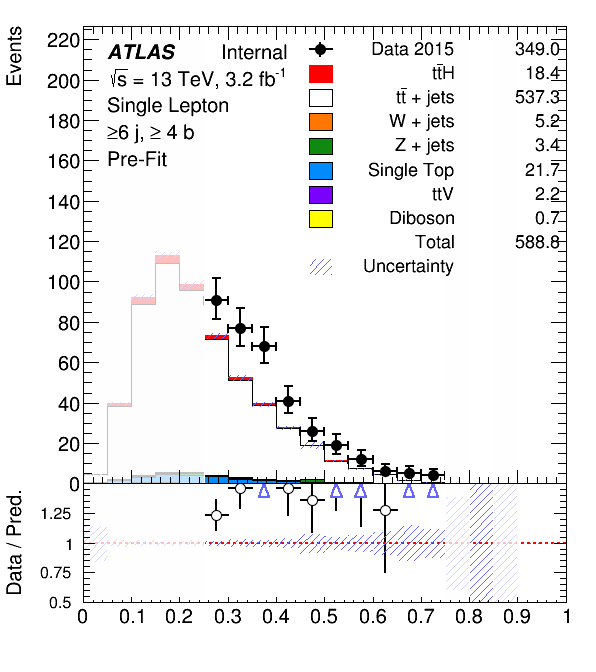 Events
220
200
180
160
140
120
100
80
60
40
20
0
ATLAS Internal
√s = 13 TeV, 3.2 fb⁻¹
Single Lepton
≥6 j, ≥ 4 b
Pre-Fit
Data 2015 349.0
tt̄H 18.4
tt̄ + jets 537.3
W + jets 5.2
Z + jets 3.4
Single Top 21.7
ttV 2.2
Diboson 0.7
Total 588.8
Uncertainty
Data / Pred.
1.25
1
0.75
0.5
0 0.1 0.2 0.3 0.4 0.5 0.6 0.7 0.8 0.9 1